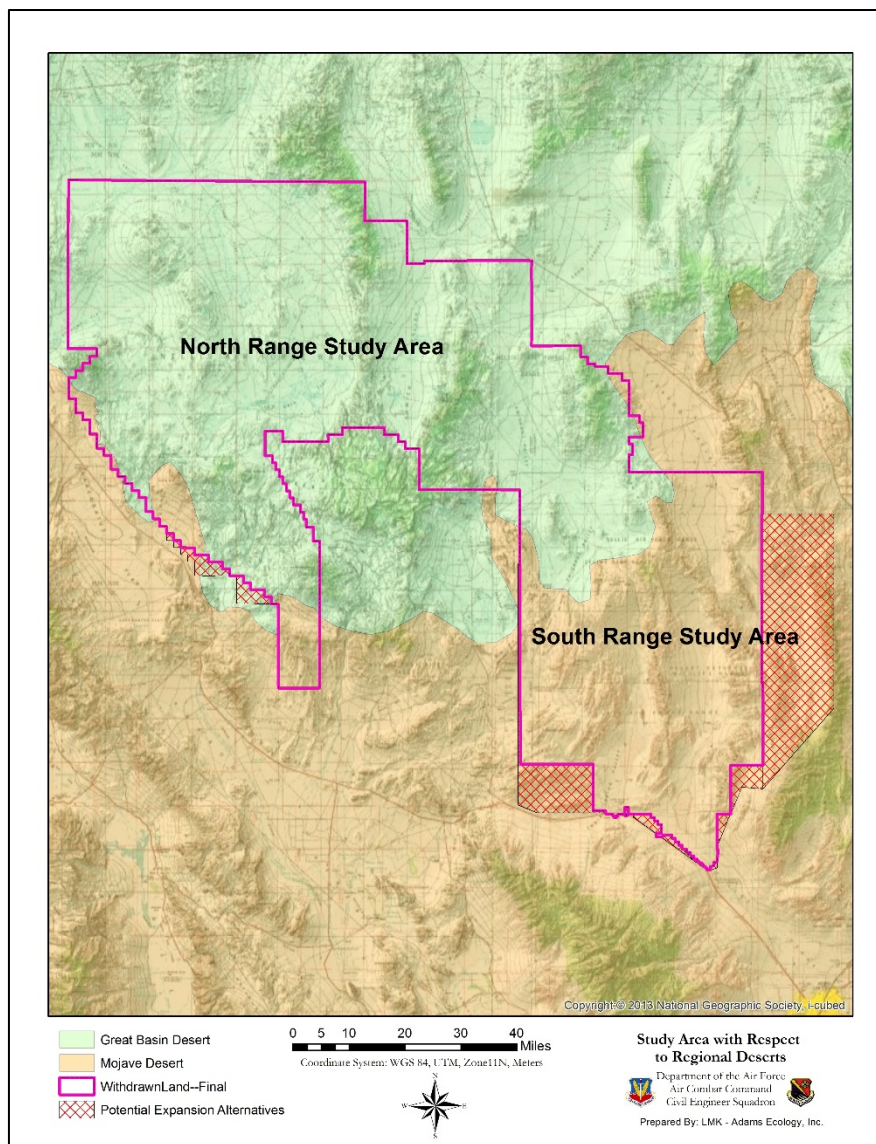 North Range Study Area
South Range Study Area
Copyright:© 2013 National Geographic Society, i-cubed
Great Basin Desert
Mojave Desert
WithdrawnLand--Final
Potential Expansion Alternatives
0 5 10 20 30 40
Miles
Coordinate System: WGS 84, UTM, Zone11N, Meters
N
W E
S
Study Area with Respect
to Regional Deserts
Department of the Air Force
Air Combat Command
Civil Engineer Squadron
Prepared By: LMK - Adams Ecology, Inc.